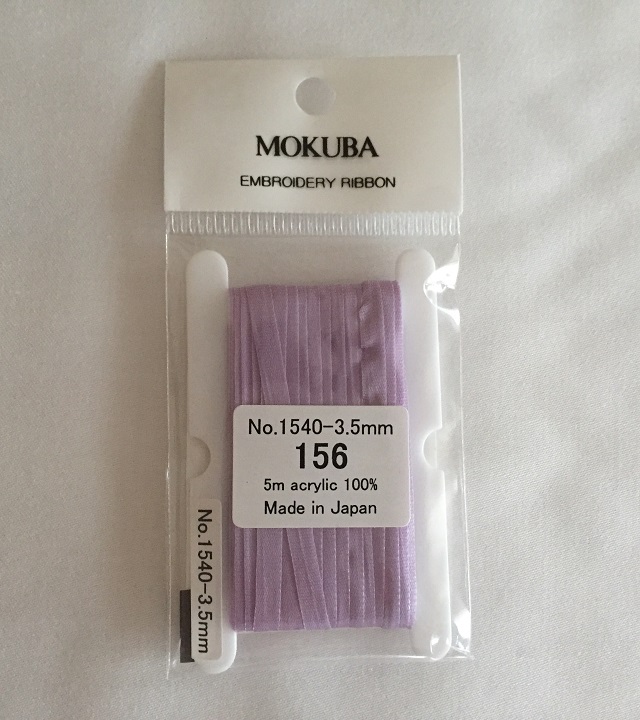 MOKUBA
EMBROIDERY RIBBON
No.1540-3.5mm
156
5m acrylic 100%
Made in Japan
No.1540-3.5mm